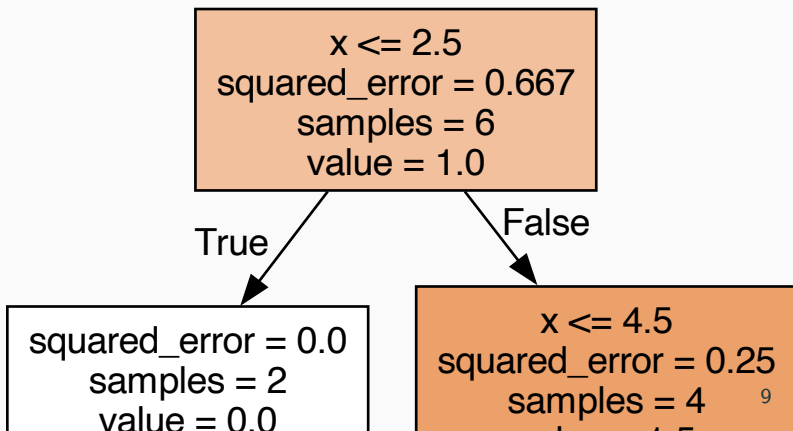 x <= 2.5
squared_error = 0.667
samples = 6
value = 1.0
True
False
squared_error = 0.0
samples = 2
value = 0.0
x <= 4.5
squared_error = 0.25
samples = 4
9